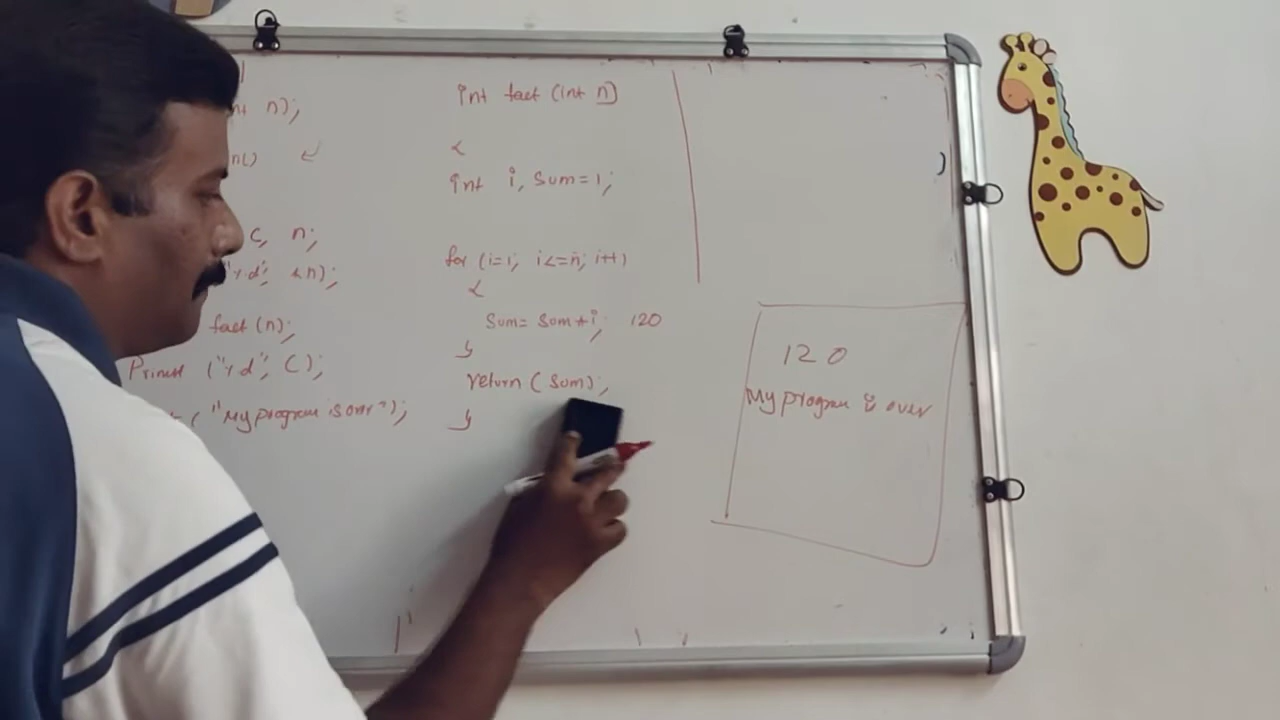 nt n);
c, n;
"%d", &n);
fact (n);
Printf ("%d", C);
( "My program is over");
int fact (int n)
{
int i, Sum=1;
for (i=1; i<=n; i++)
{
Sum= Sum*i; 120
}
return (Sum);
}
120
My program is over